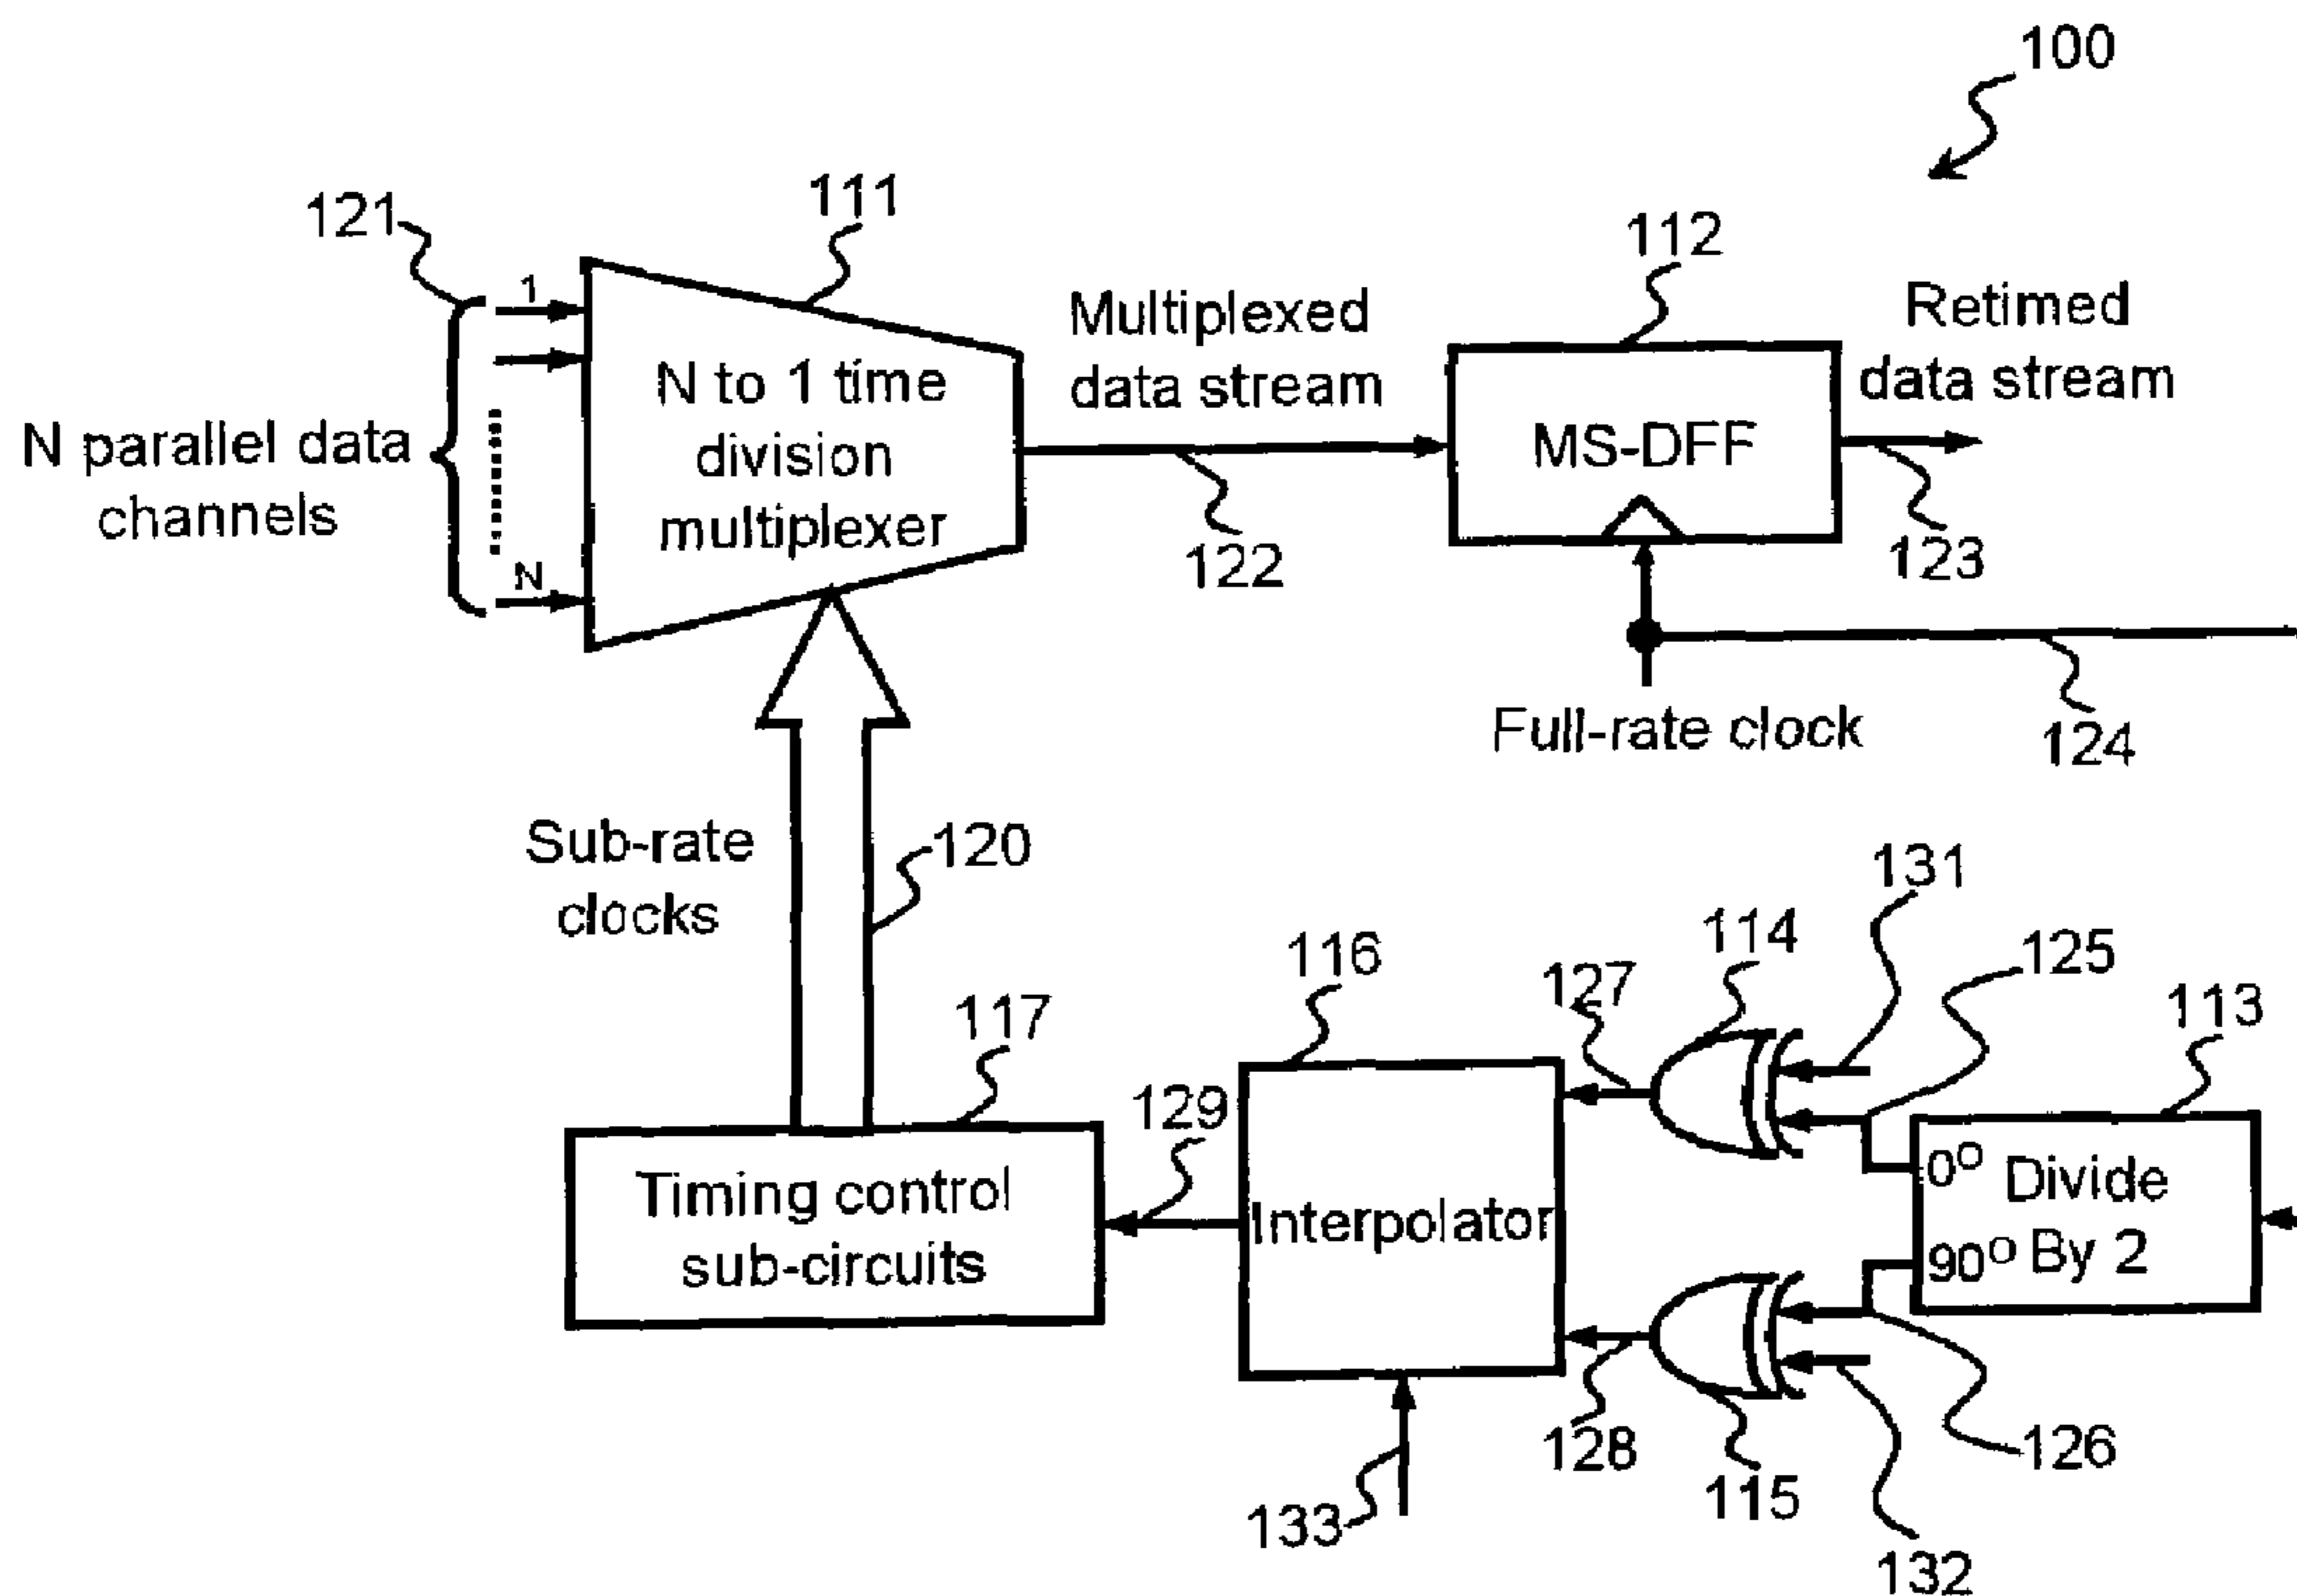 100
111
121
112
1
Multiplexed
data stream
Retimed
data stream
N to 1 time
division
multiplexer
N parallel data
channels
MS-DFF
N
122
123
Full-rate clock
124
Sub-rate
clocks
120
131
114
125
116
127
113
117
129
0°
Divide
By 2
90°
Timing control
sub-circuits
Interpolator
128
126
115
133
132